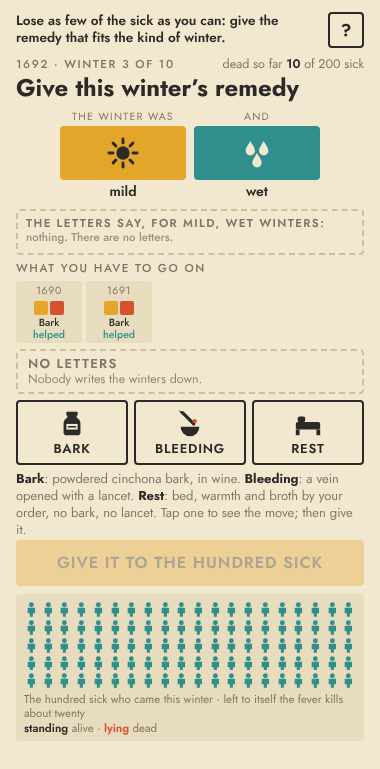 Lose as few of the sick as you can: give the
remedy that fits the kind of winter.
?
1692 · WINTER 3 OF 10
dead so far 10 of 200 sick
Give this winter’s remedy
THE WINTER WAS
AND
mild
wet
THE LETTERS SAY, FOR MILD, WET WINTERS:
nothing. There are no letters.
WHAT YOU HAVE TO GO ON
1690
1691
Bark
Bark
helped
helped
NO LETTERS
Nobody writes the winters down.
BARK
BLEEDING
REST
Bark: powdered cinchona bark, in wine. Bleeding: a vein
opened with a lancet. Rest: bed, warmth and broth by your
order, no bark, no lancet. Tap one to see the move; then give
it.
GIVE IT TO THE HUNDRED SICK
The hundred sick who came this winter · left to itself the fever kills
about twenty
standing alive · lying dead